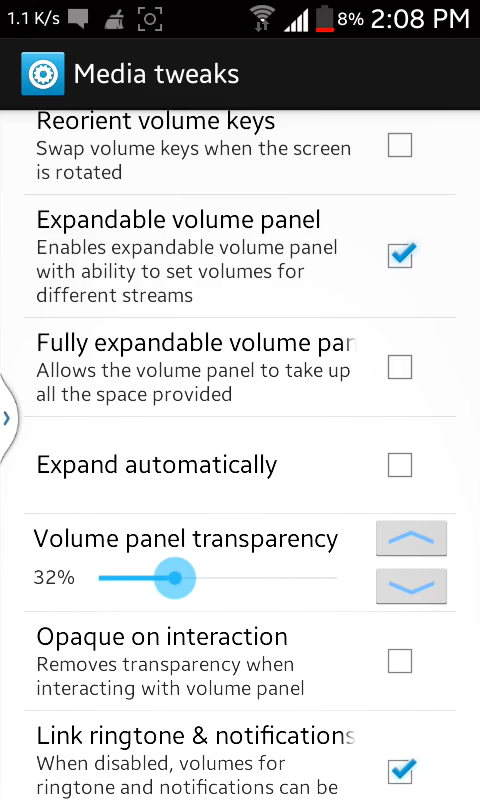 1.1 K/s 8% 2:08 PM
Media tweaks
Reorient volume keys
Swap volume keys when the screen
is rotated
Expandable volume panel
Enables expandable volume panel
with ability to set volumes for
different streams
Fully expandable volume pan
Allows the volume panel to take up
all the space provided
Expand automatically
Volume panel transparency
32%
Opaque on interaction
Removes transparency when
interacting with volume panel
Link ringtone & notifications
When disabled, volumes for
ringtone and notifications can be